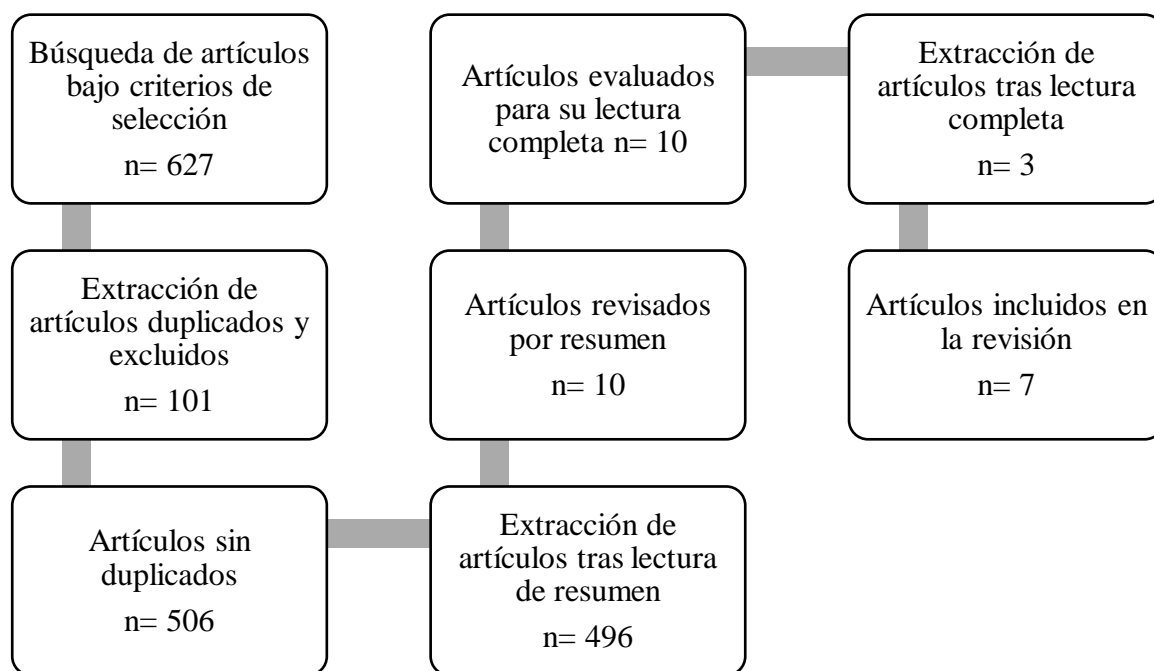 Búsqueda de artículos
bajo criterios de
selección
n= 627
Extracción de
artículos duplicados y
excluidos
n= 101
Artículos sin
duplicados
n= 506
Extracción de
artículos tras lectura
de resumen
n= 496
Artículos revisados
por resumen
n= 10
Artículos evaluados
para su lectura
completa n= 10
Extracción de
artículos tras lectura
completa
n= 3
Artículos incluidos en
la revisión
n= 7